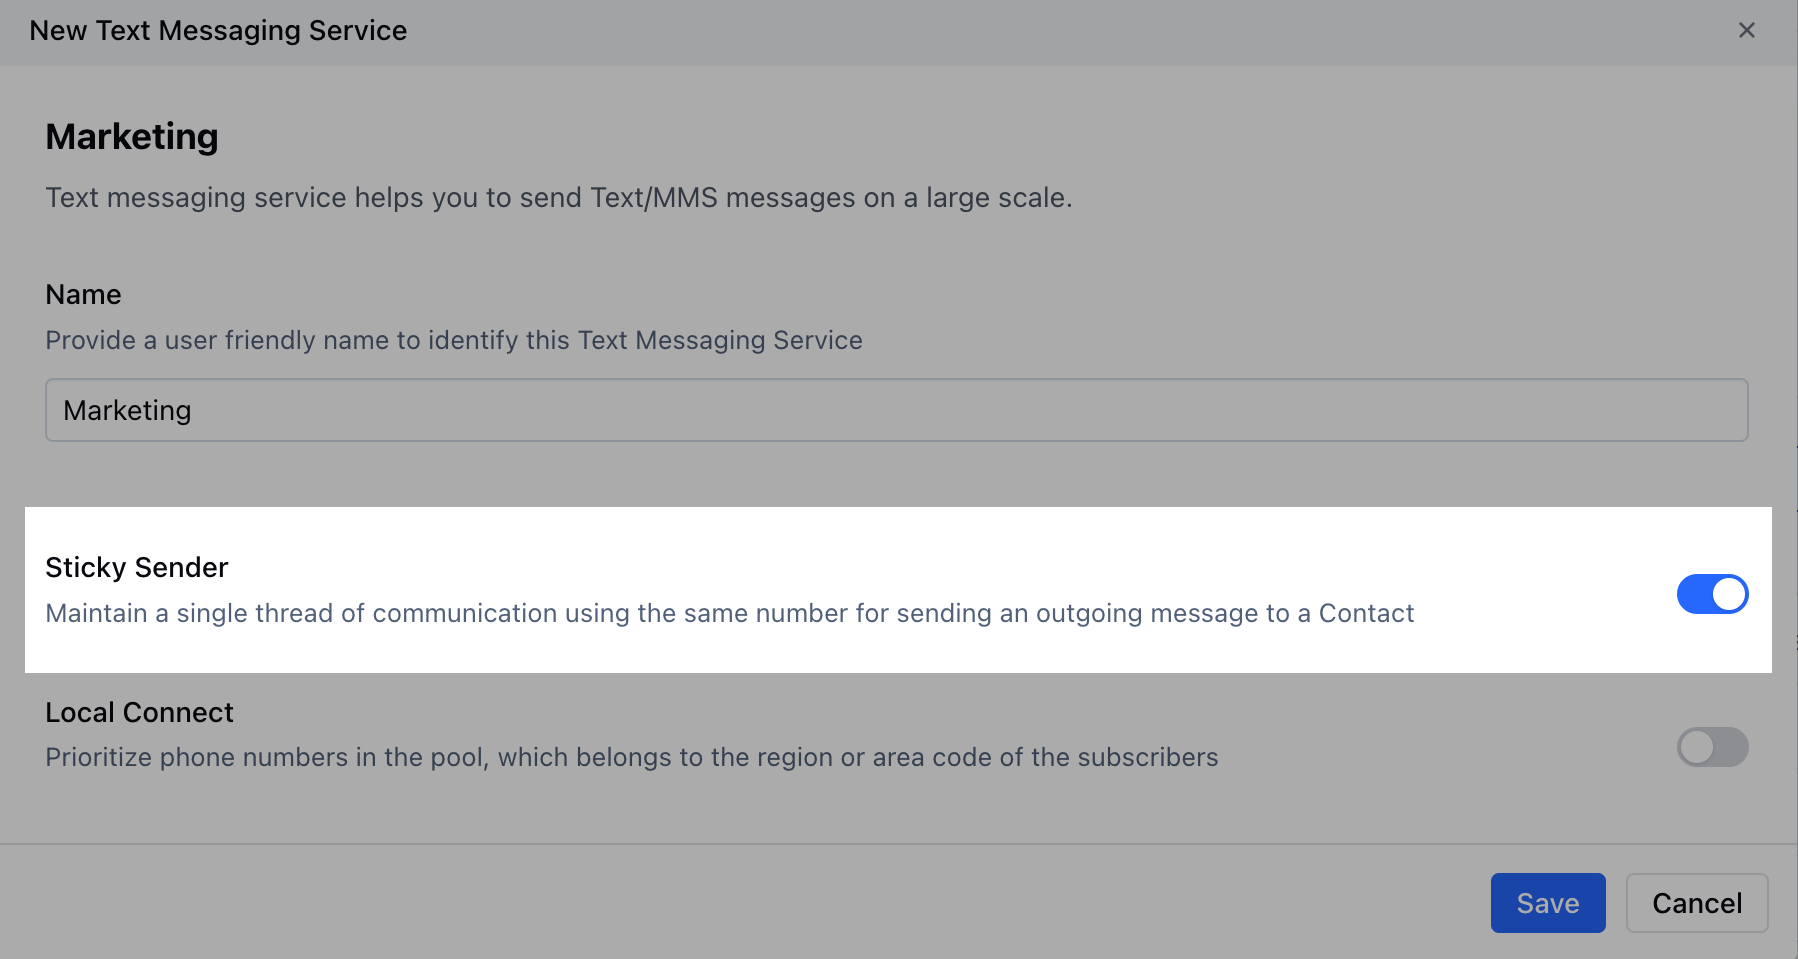 New Text Messaging Service
Marketing
Text messaging service helps you to send Text/MMS messages on a large scale.
Name
Provide a user friendly name to identify this Text Messaging Service
Marketing
Sticky Sender
Maintain a single thread of communication using the same number for sending an outgoing message to a Contact
Local Connect
Prioritize phone numbers in the pool, which belongs to the region or area code of the subscribers
Save
Cancel